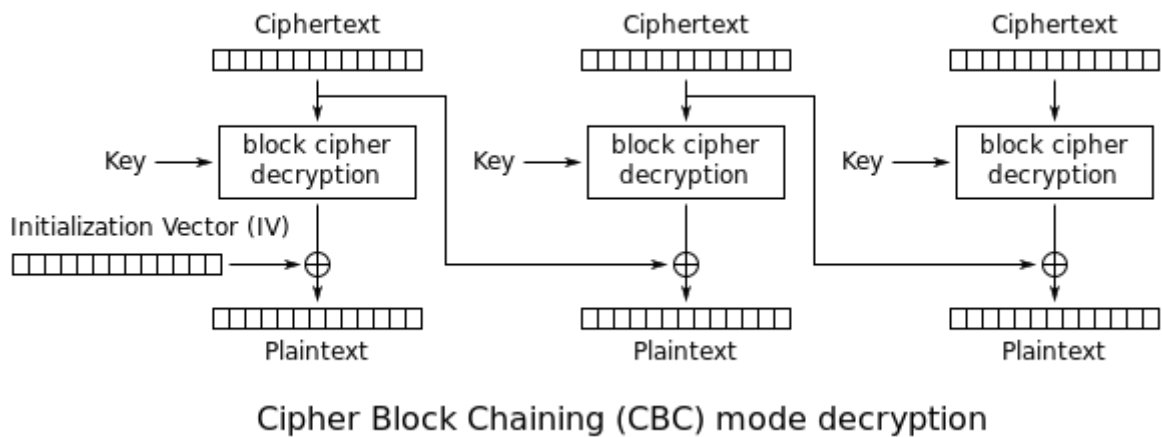 Ciphertext
Ciphertext
Ciphertext
Key
block cipher
decryption
Key
block cipher
decryption
Key
block cipher
decryption
Initialization Vector (IV)
Plaintext
Plaintext
Plaintext
Cipher Block Chaining (CBC) mode decryption